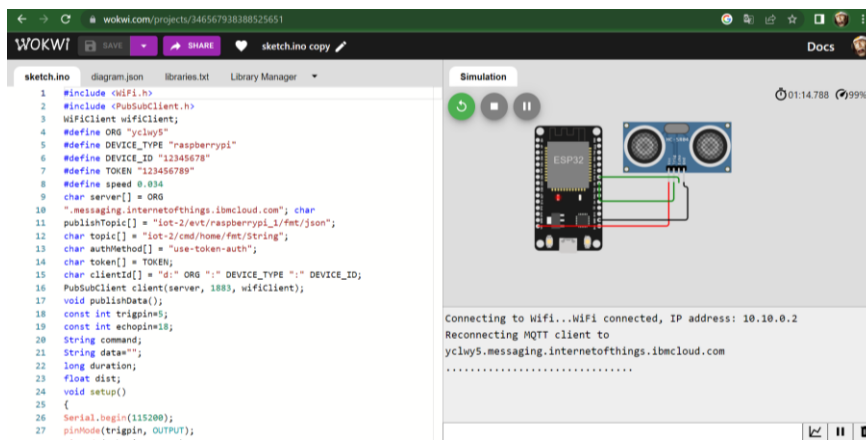 wokwi.com/projects/346567938388525651
WOKWI SAVE SHARE sketch.ino copy Docs
sketch.ino diagram.json libraries.txt Library Manager
1 #include <WiFi.h>
2 #include <PubSubClient.h>
3 WiFiClient wifiClient;
4 #define ORG "yclwy5"
5 #define DEVICE_TYPE "raspberrypi"
6 #define DEVICE_ID "12345678"
7 #define TOKEN "123456789"
8 #define speed 0.034
9 char server[] = ORG
10 ".messaging.internetofthings.ibmcloud.com"; char
11 publishTopic[] = "iot-2/evt/raspberrypi_1/fmt/json";
12 char topic[] = "iot-2/cmd/home/fmt/String";
13 char authMethod[] = "use-token-auth";
14 char token[] = TOKEN;
15 char clientId[] = "d:" ORG ":" DEVICE_TYPE ":" DEVICE_ID;
16 PubSubClient client(server, 1883, wifiClient);
17 void publishData();
18 const int trigpin=5;
19 const int echopin=18;
20 String command;
21 String data="";
22 long duration;
23 float dist;
24 void setup()
25 {
26 Serial.begin(115200);
27 pinMode(trigpin, OUTPUT);
Simulation
01:14.788 99%
ESP32
Connecting to Wifi...WiFi connected, IP address: 10.10.0.2
Reconnecting MQTT client to
yclwy5.messaging.internetofthings.ibmcloud.com
...............................